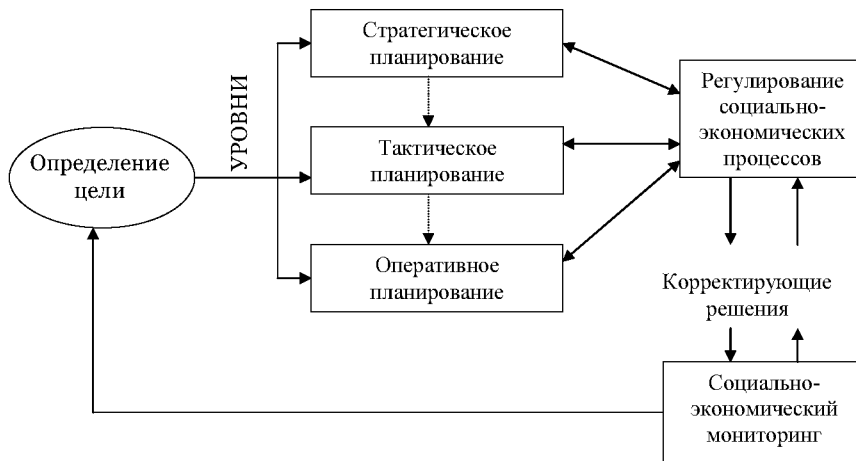 Определение
цели
УРОВНИ
Стратегическое
планирование
Тактическое
планирование
Оперативное
планирование
Регулирование
социально-
экономических
процессов
Корректирующие
решения
Социально-
экономический
мониторинг